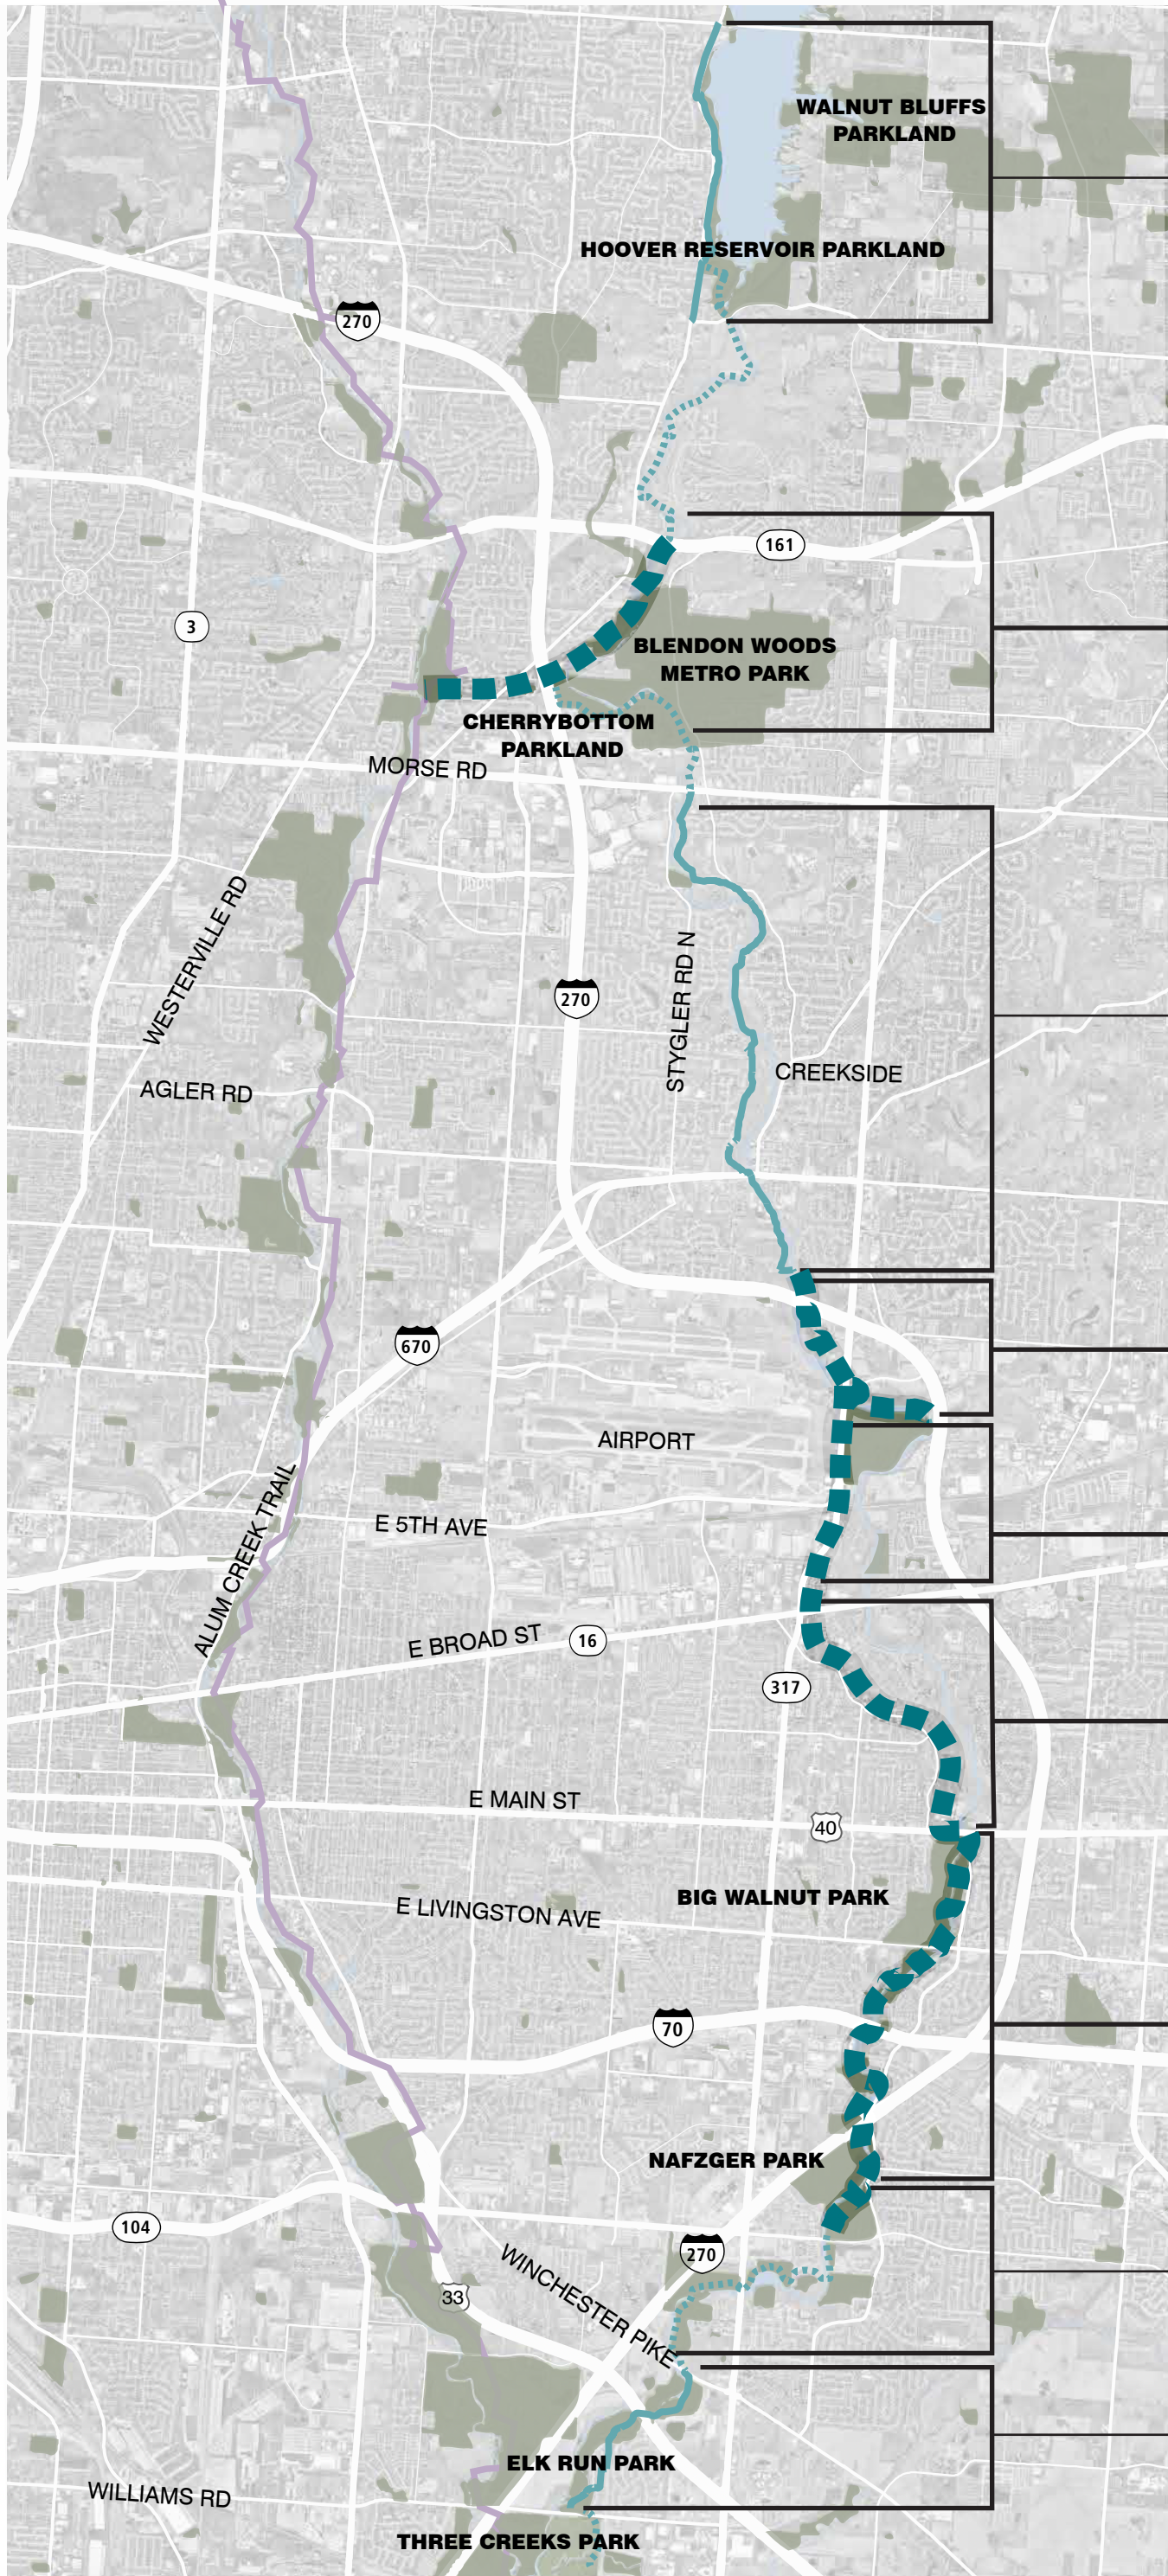 WALNUT BLUFFS
PARKLAND
HOOVER RESERVOIR PARKLAND
270
161
3
BLENDON WOODS
METRO PARK
CHERRYBOTTOM
PARKLAND
MORSE RD
WESTERVILLE RD
STYGLER RD N
270
CREEKSIDE
AGLER RD
670
AIRPORT
ALUM CREEK TRAIL
E 5TH AVE
E BROAD ST
16
317
E MAIN ST
40
BIG WALNUT PARK
E LIVINGSTON AVE
70
NAFZGER PARK
104
270
WINCHESTER PIKE
33
ELK RUN PARK
WILLIAMS RD
THREE CREEKS PARK